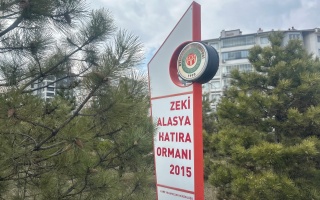 ZEKİ
ALASYA
HATIRA
ORMANI
2015